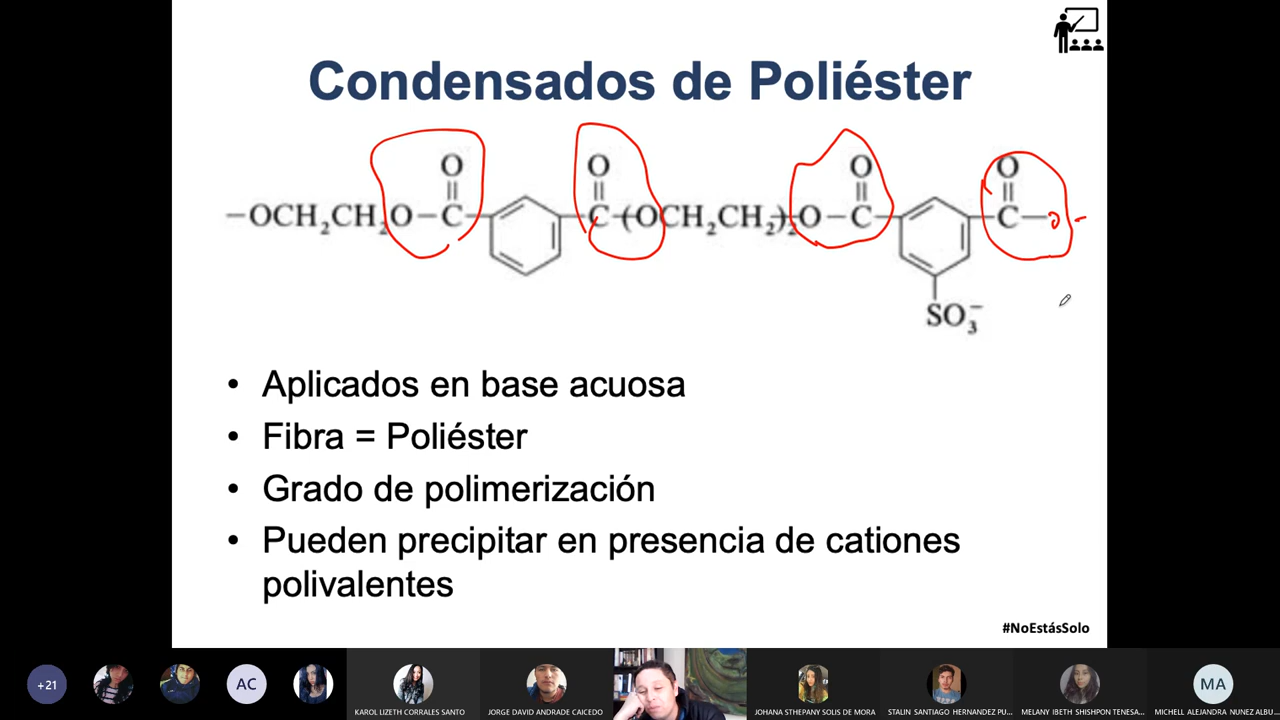 Condensados de Poliéster
O O O O
-OCH2CH2O-C C-(OCH2CH2)2-O-C C-O-
SO3-
• Aplicados en base acuosa
• Fibra = Poliéster
• Grado de polimerización
• Pueden precipitar en presencia de cationes
polivalentes
#NoEstásSolo
+21
AC
KAROL LIZETH CORRALES SANTO
JORGE DAVID ANDRADE CAICEDO
JOHANA STHEPANY SOLIS DE MORA
STALIN SANTIAGO HERNANDEZ PU...
MELANY IBETH SHISHPON TENESA...
MA
MICHELL ALEJANDRA NUNEZ ALBU